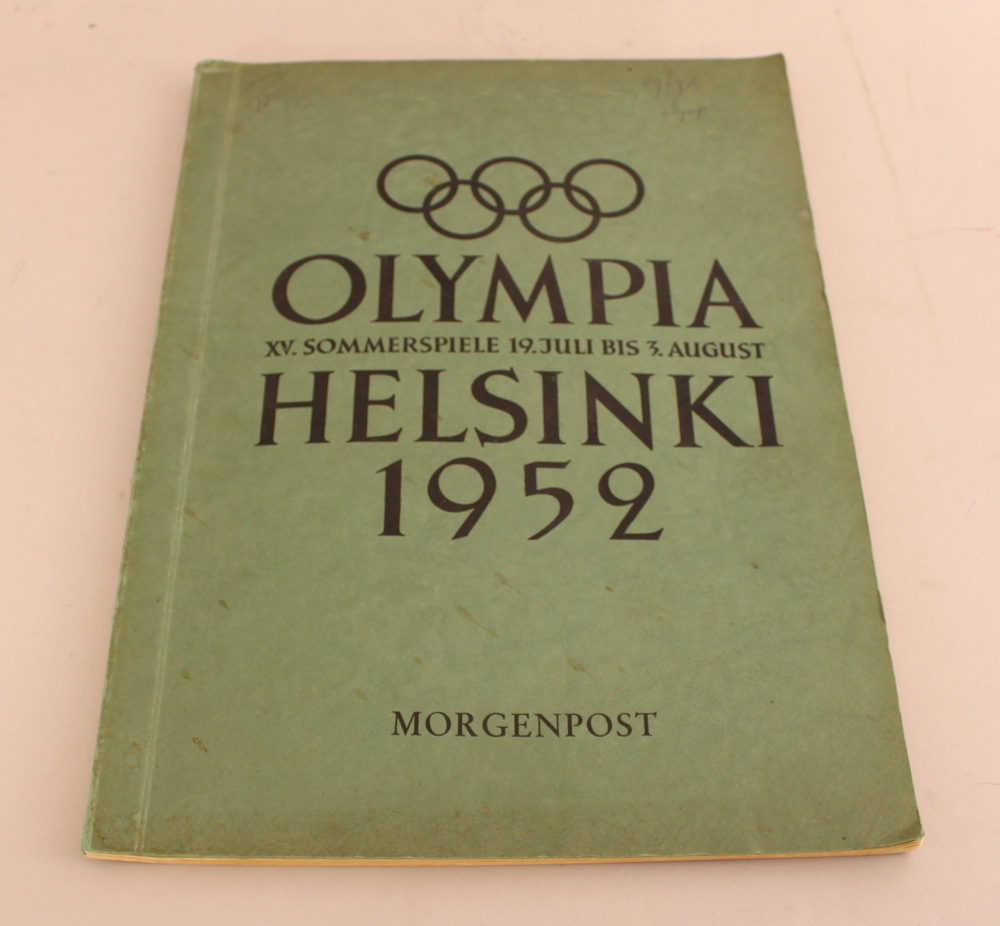 OLYMPIA
XV. SOMMERSPIELE 19. JULI BIS 3. AUGUST
HELSINKI
1952
MORGENPOST